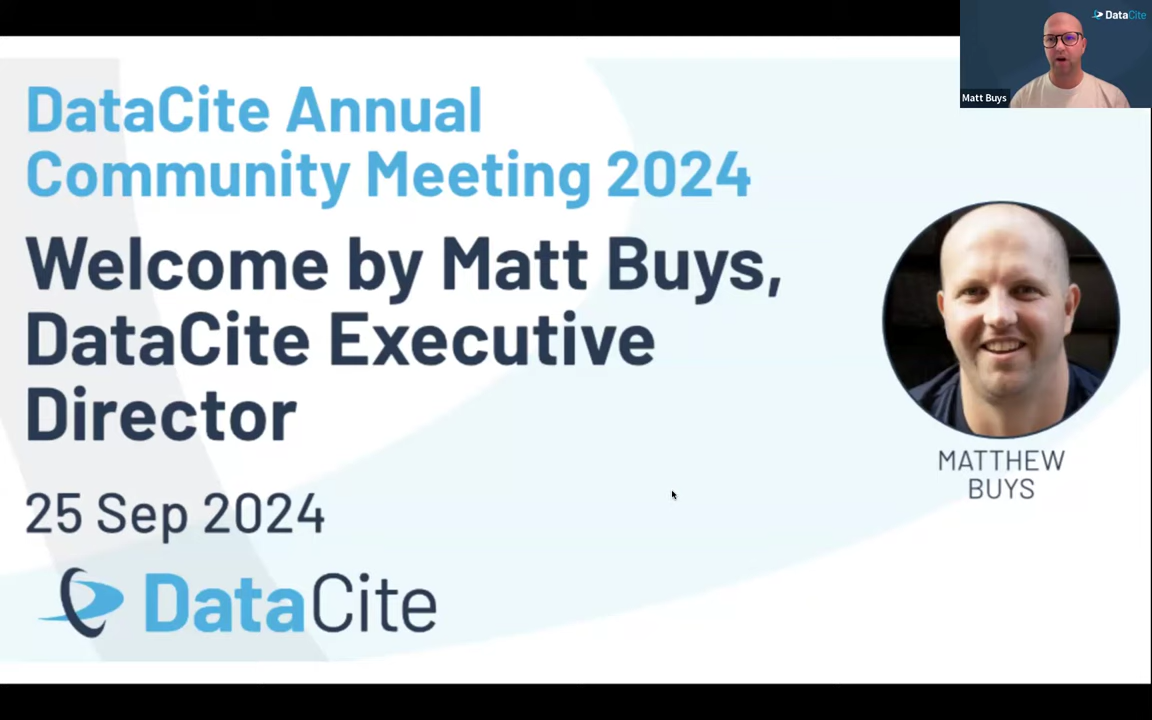 DataCite
Matt Buys
DataCite Annual
Community Meeting 2024
Welcome by Matt Buys,
DataCite Executive
Director
25 Sep 2024
DataCite
MATTHEW
BUYS